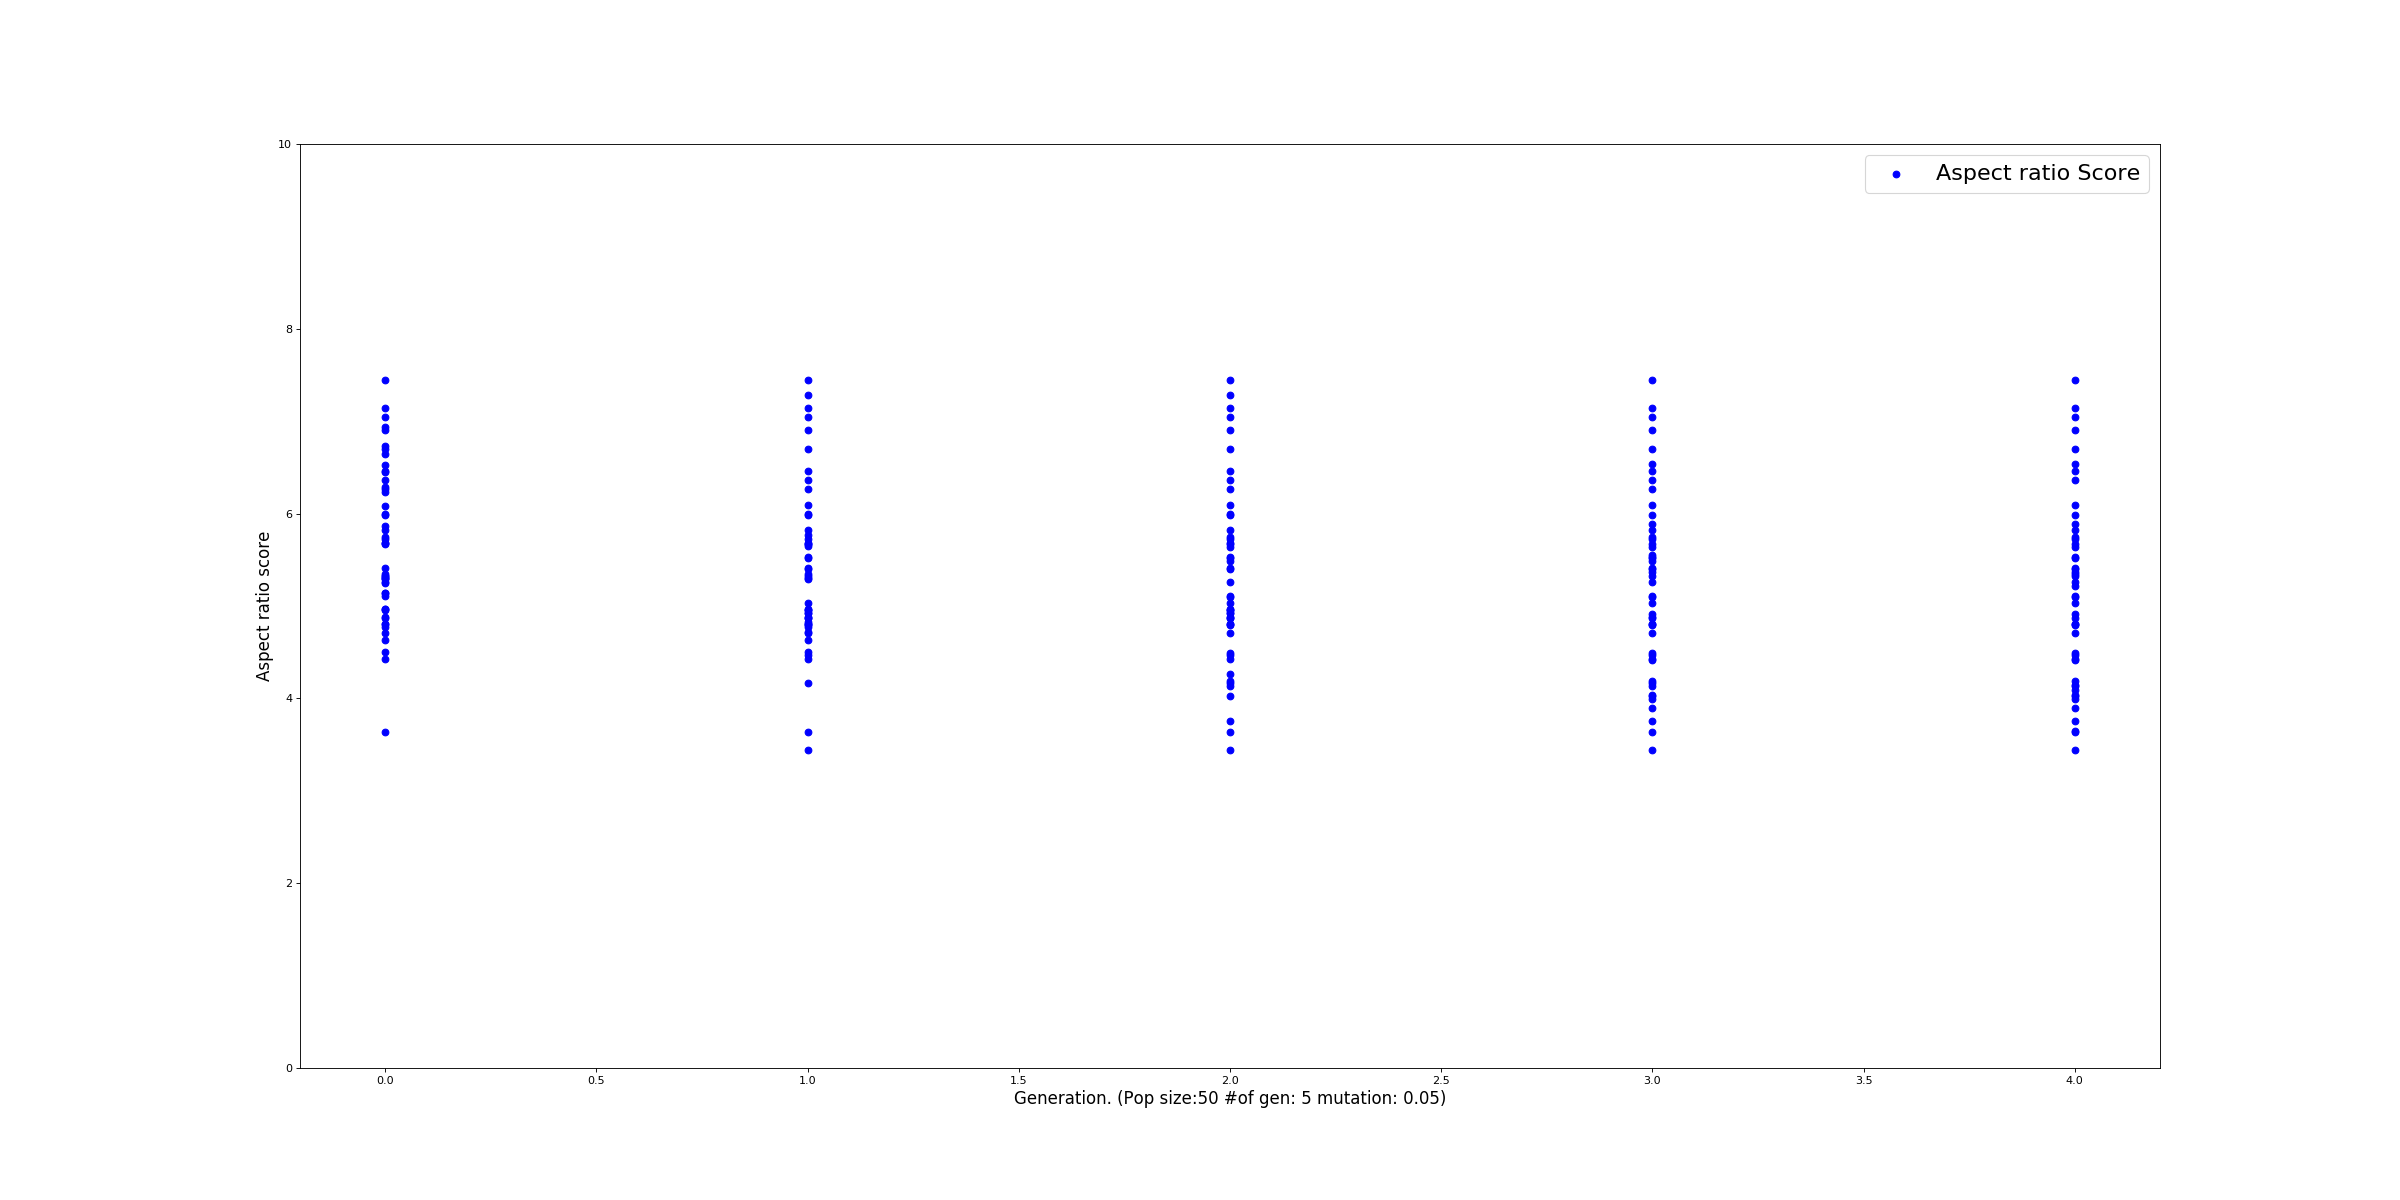 Aspect ratio Score
Aspect ratio score
10
8
6
4
2
0
0.0 0.5 1.0 1.5 2.0 2.5 3.0 3.5 4.0
Generation. (Pop size:50 #of gen: 5 mutation: 0.05)